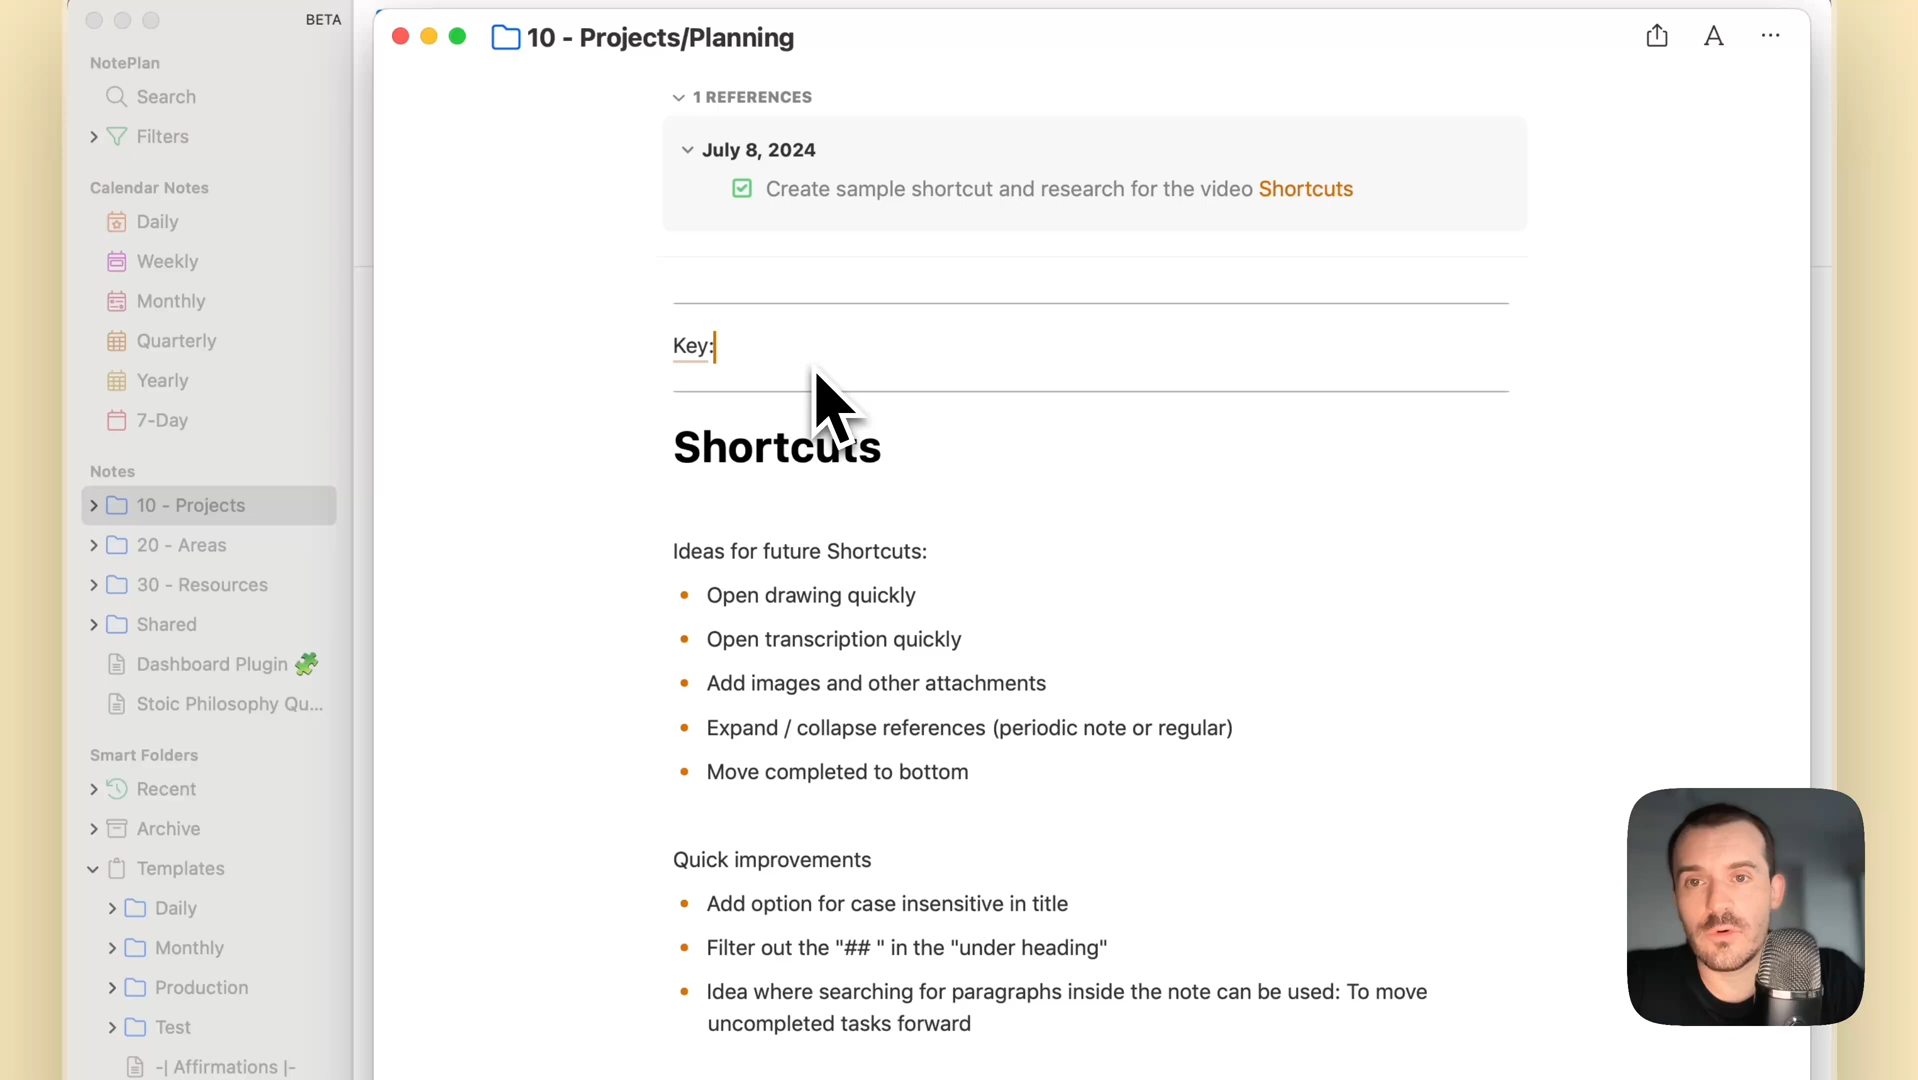 BETA
NotePlan
Search
Filters
Calendar Notes
Daily
Weekly
Monthly
Quarterly
Yearly
7-Day
Notes
10 - Projects
20 - Areas
30 - Resources
Shared
Dashboard Plugin
Stoic Philosophy Qu...
Smart Folders
Recent
Archive
Templates
Daily
Monthly
Production
Test
-| Affirmations |-
10 - Projects/Planning
1 REFERENCES
July 8, 2024
Create sample shortcut and research for the video Shortcuts
Key:
Shortcuts
Ideas for future Shortcuts:
• Open drawing quickly
• Open transcription quickly
• Add images and other attachments
• Expand / collapse references (periodic note or regular)
• Move completed to bottom
Quick improvements
• Add option for case insensitive in title
• Filter out the "## " in the "under heading"
• Idea where searching for paragraphs inside the note can be used: To move
uncompleted tasks forward